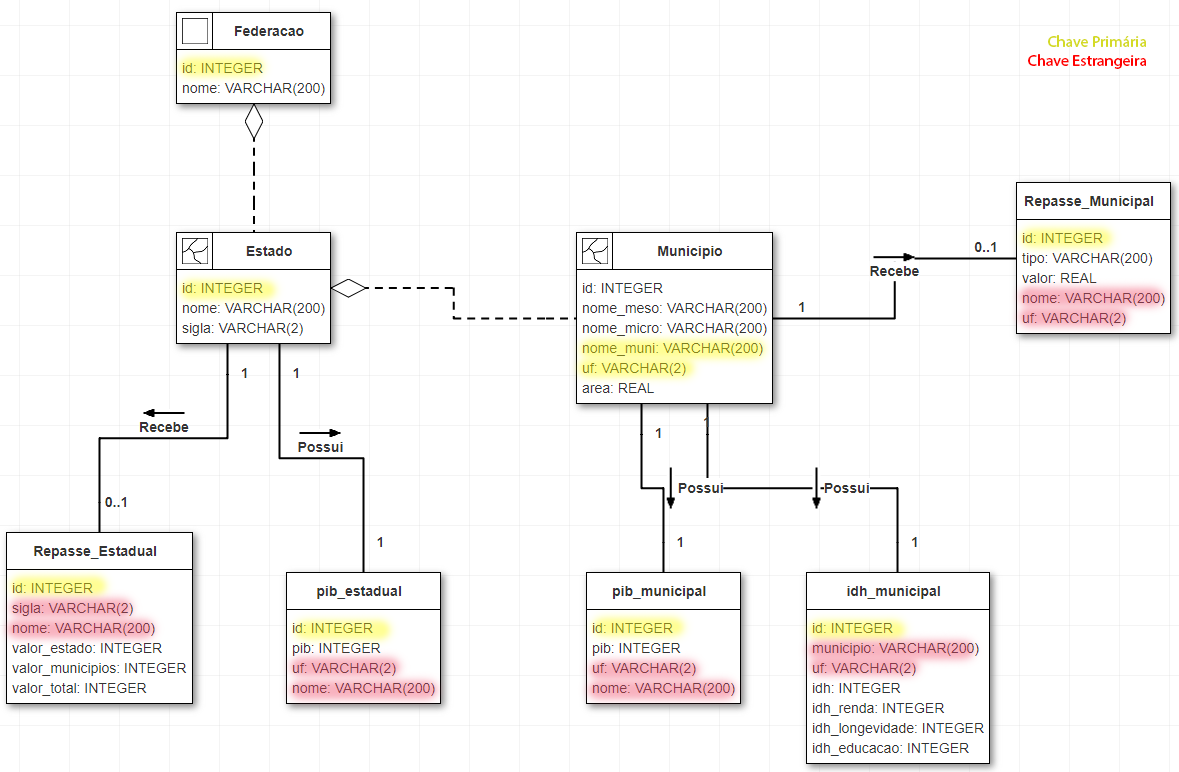 Federacao
id: INTEGER
nome: VARCHAR(200)
Chave Primária
Chave Estrangeira
Estado
id: INTEGER
nome: VARCHAR(200)
sigla: VARCHAR(2)
Municipio
id: INTEGER
nome_meso: VARCHAR(200)
nome_micro: VARCHAR(200)
nome_muni: VARCHAR(200)
uf: VARCHAR(2)
area: REAL
Recebe
1
0..1
Repasse_Municipal
id: INTEGER
tipo: VARCHAR(200)
valor: REAL
nome: VARCHAR(200)
uf: VARCHAR(2)
1
Recebe
0..1
1
Possui
1
1
Possui
1
1
Possui
1
Repasse_Estadual
id: INTEGER
sigla: VARCHAR(2)
nome: VARCHAR(200)
valor_estado: INTEGER
valor_municipios: INTEGER
valor_total: INTEGER
pib_estadual
id: INTEGER
pib: INTEGER
uf: VARCHAR(2)
nome: VARCHAR(200)
pib_municipal
id: INTEGER
pib: INTEGER
uf: VARCHAR(2)
nome: VARCHAR(200)
idh_municipal
id: INTEGER
municipio: VARCHAR(200)
uf: VARCHAR(2)
idh: INTEGER
idh_renda: INTEGER
idh_longevidade: INTEGER
idh_educacao: INTEGER